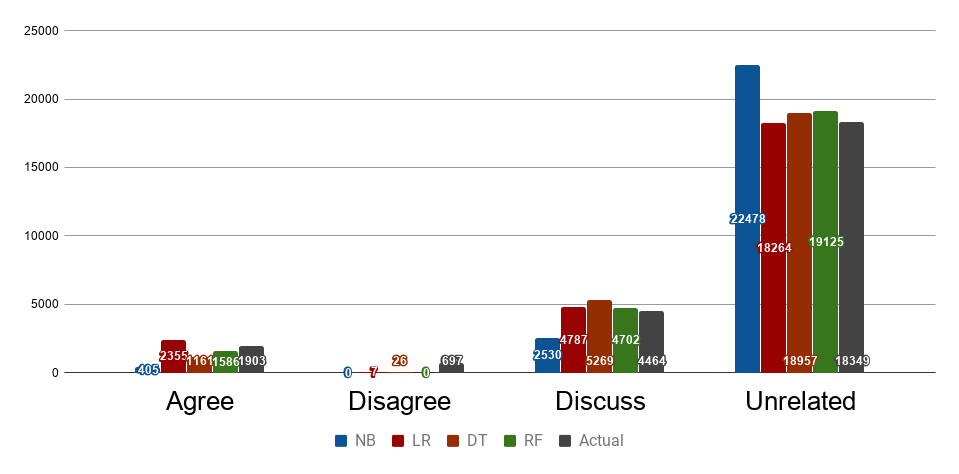 25000
20000
15000
10000
5000
0
405 2355 1161 1586 1903
0 7 26 0 697
2530 4787 5269 4702 4464
22478 18264 18957 19125 18349
Agree Disagree Discuss Unrelated
NB LR DT RF Actual